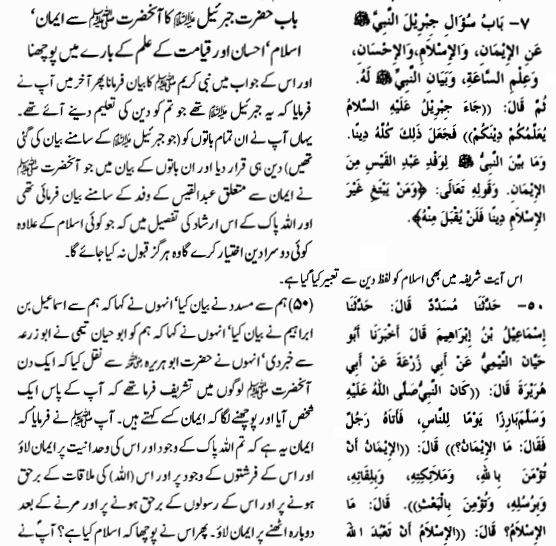 ٧- بَابُ سُؤَالِ جِبْرِيْلَ النَّبِيَّ ﷺ
عَنِ الإِيْمَانِ، وَالإِسْلَامِ، وَالإِحْسَانِ،
وَعِلْمِ السَّاعَةِ، وَبَيَانِ النَّبِيِّ ﷺ لَهُ.
ثُمَّ قَالَ: ((جَاءَ جِبْرِيْلُ عَلَيْهِ السَّلَامُ
يُعَلِّمُكُمْ دِيْنَكُمْ)) فَجَعَلَ ذَلِكَ كُلَّهُ دِيْنًا.
وَمَا بَيَّنَ النَّبِيُّ ﷺ لِوَفْدِ عَبْدِ الْقَيْسِ مِنَ
الإِيْمَانِ. وَقَوْلِهِ تَعَالَى: ﴿وَمَنْ يَبْتَغِ غَيْرَ
الإِسْلَامِ دِيْنًا فَلَنْ يُقْبَلَ مِنْهُ﴾.
باب حضرت جبرئیل علیہ السلام کا آنحضرت ﷺ سے ایمان'
اسلام' احسان اور قیامت کے علم کے بارے میں پوچھنا
اور اس کے جواب میں نبی کریم ﷺ کا بیان فرمانا پھر آخر میں آپ نے
فرمایا کہ یہ جبرئیل علیہ السلام تھے جو تم کو دین کی تعلیم دینے آئے تھے۔
یہاں آپ نے ان تمام باتوں کو (جو جبرئیل علیہ السلام کے سامنے بیان کی گئی
تھیں) دین ہی قرار دیا اور ان باتوں کے بیان میں جو آنحضرت ﷺ
نے ایمان سے متعلق عبدالقیس کے وفد کے سامنے بیان فرمائی تھی
اور اللہ پاک کے اس ارشاد کی تفصیل میں کہ جو کوئی اسلام کے علاوہ
کوئی دوسرا دین اختیار کرے گا وہ ہرگز قبول نہ کیا جائے گا۔
اس آیت شریفہ میں بھی اسلام کو لفظ دین سے تعبیر کیا گیا ہے۔
٥٠- حَدَّثَنَا مُسَدَّدٌ قَالَ: حَدَّثَنَا
إِسْمَاعِيْلُ بْنُ إِبْرَاهِيْمَ قَالَ أَخْبَرَنَا أَبُو
حَيَّانَ التَّيْمِيُّ عَنْ أَبِي زُرْعَةَ عَنْ أَبِي
هُرَيْرَةَ قَالَ: ((كَانَ النَّبِيُّ صَلَّى اللهُ عَلَيْهِ
وَسَلَّمَ بَارِزًا يَوْمًا لِلنَّاسِ، فَأَتَاهُ رَجُلٌ
فَقَالَ: مَا الإِيْمَانُ؟)) قَالَ: ((الإِيْمَانُ أَنْ
تُؤْمِنَ بِاللهِ، وَمَلَائِكَتِهِ، وَبِلِقَائِهِ،
وَبِرُسُلِهِ، وَتُؤْمِنَ بِالْبَعْثِ)). قَالَ: مَا
الإِسْلَامُ؟ قَالَ: ((الإِسْلَامُ أَنْ تَعْبُدَ اللهَ
(۵۰) ہم سے مسدد نے بیان کیا' انہوں نے کہا کہ ہم سے اسماعیل بن
ابراہیم نے بیان کیا' انہوں نے کہا کہ ہم کو ابو حیان تیمی نے ابو زرعہ
سے خبر دی' انہوں نے حضرت ابو ہریرہ رضی اللہ عنہ سے نقل کیا کہ ایک دن
آنحضرت ﷺ لوگوں میں تشریف فرما تھے کہ آپ کے پاس ایک
شخص آیا اور پوچھنے لگا کہ ایمان کسے کہتے ہیں۔ آپ نے فرمایا کہ
ایمان یہ ہے کہ تم اللہ پاک کے وجود اور اس کی وحدانیت پر ایمان لاؤ
اور اس کے فرشتوں کے وجود پر اور اس (اللہ) کی ملاقات کے برحق
ہونے پر اور اس کے رسولوں کے برحق ہونے پر اور مرنے کے بعد
دوبارہ اٹھنے پر ایمان لاؤ۔ پھر اس نے پوچھا کہ اسلام کیا ہے؟ آپ نے